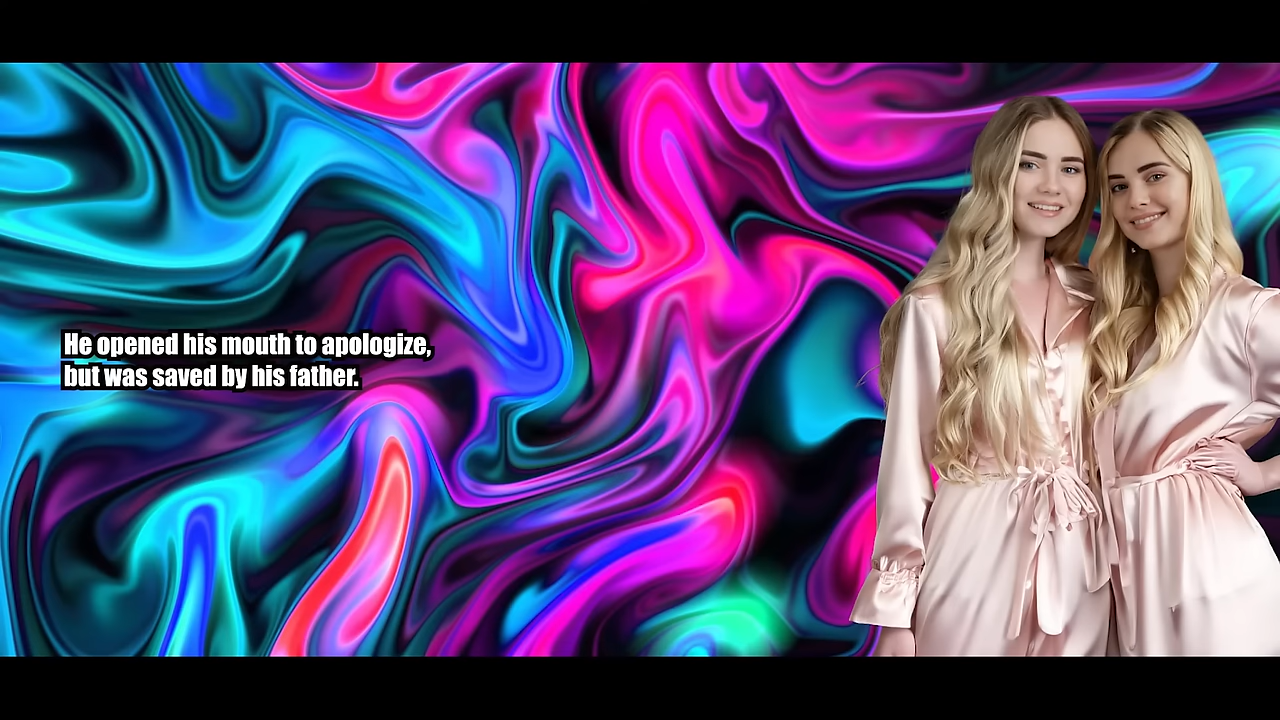 He opened his mouth to apologize,
but was saved by his father.